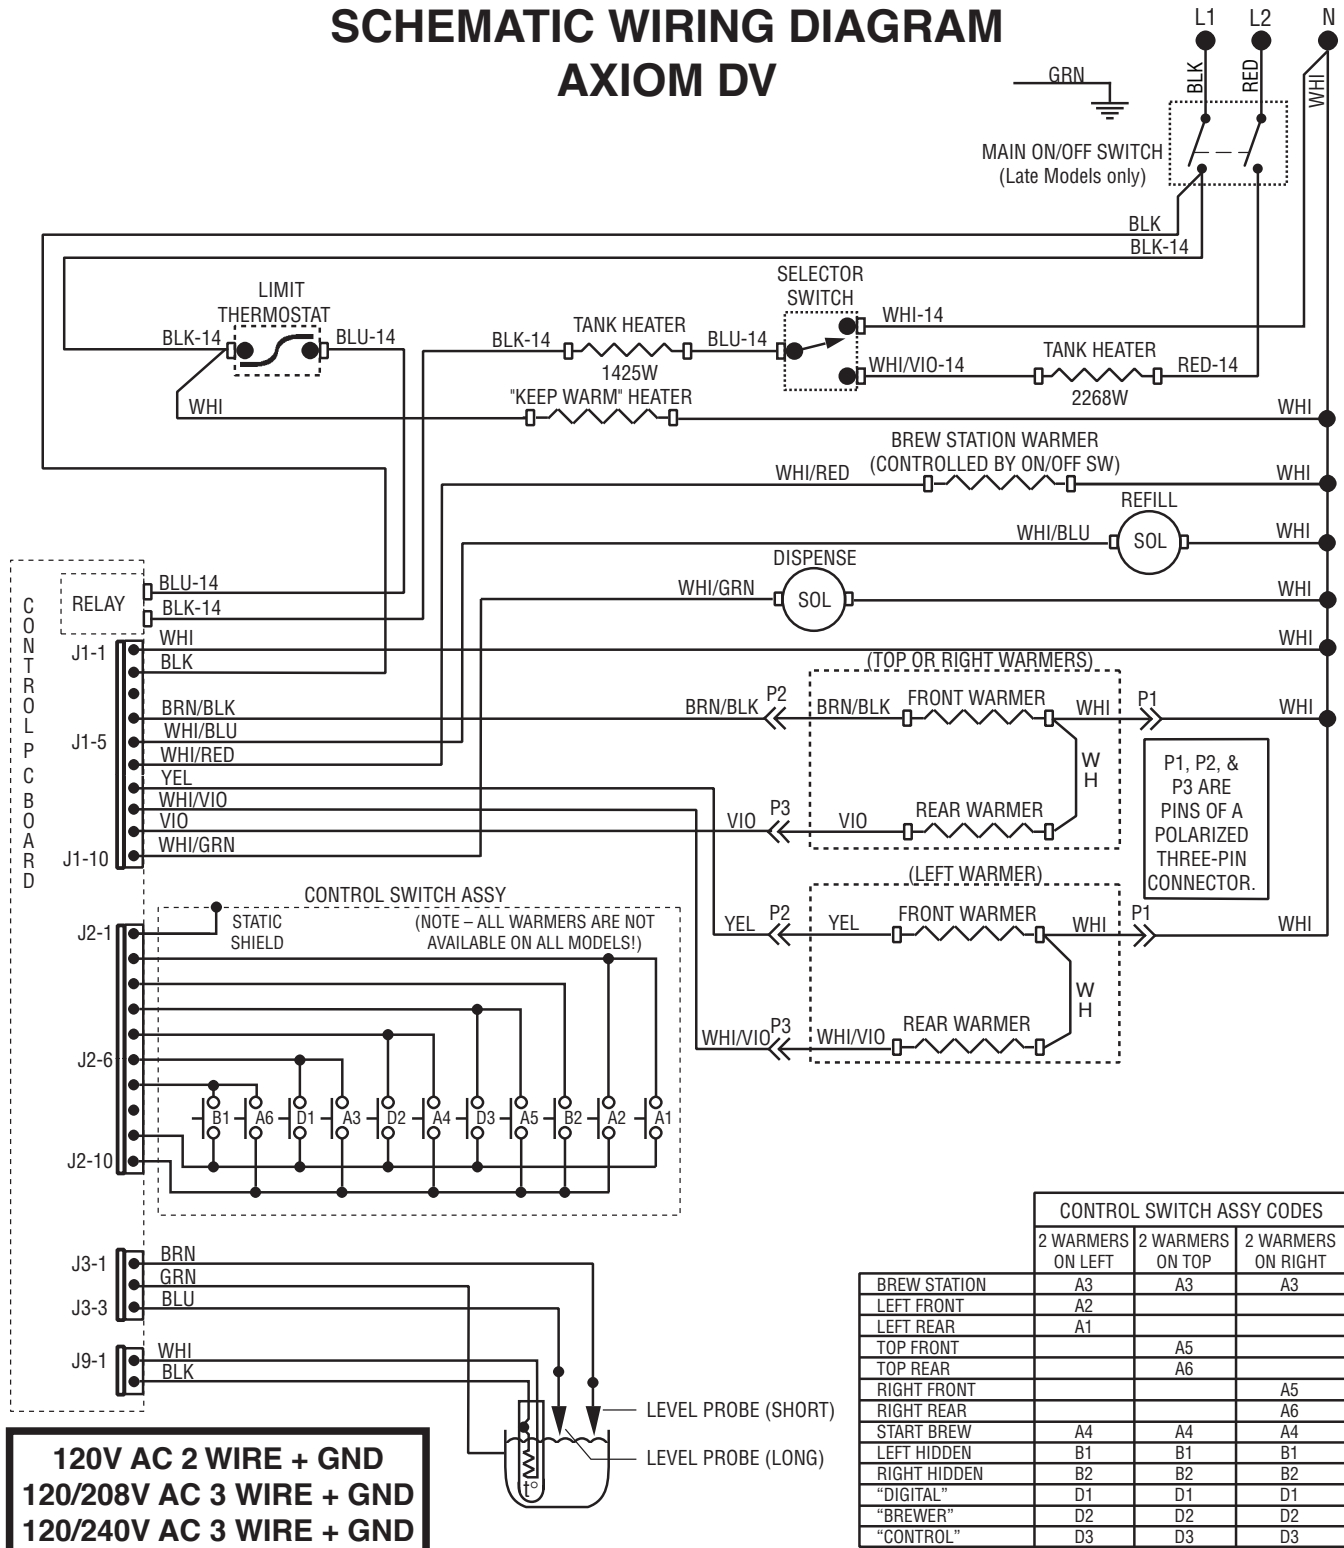 SCHEMATIC WIRING DIAGRAM
AXIOM DV
L1
L2
N
GRN
BLK
RED
WHI
MAIN ON/OFF SWITCH
(Late Models only)
BLK
BLK-14
LIMIT
THERMOSTAT
BLK-14
BLU-14
BLK-14
TANK HEATER
1425W
BLU-14
SELECTOR
SWITCH
WHI-14
WHI/VIO-14
TANK HEATER
2268W
RED-14
WHI
"KEEP WARM" HEATER
WHI
BREW STATION WARMER
(CONTROLLED BY ON/OFF SW)
WHI/RED
WHI
REFILL
WHI/BLU
SOL
WHI
DISPENSE
WHI/GRN
SOL
WHI
CONTROL P C BOARD
RELAY
BLU-14
BLK-14
J1-1
WHI
WHI
BLK
BRN/BLK
J1-5
WHI/BLU
WHI/RED
YEL
WHI/VIO
VIO
J1-10
WHI/GRN
(TOP OR RIGHT WARMERS)
BRN/BLK
P2
BRN/BLK
FRONT WARMER
WHI
P1
WHI
W
H
VIO
P3
VIO
REAR WARMER
P1, P2, &
P3 ARE
PINS OF A
POLARIZED
THREE-PIN
CONNECTOR.
(LEFT WARMER)
YEL
P2
YEL
FRONT WARMER
WHI
P1
WHI
W
H
WHI/VIO
P3
WHI/VIO
REAR WARMER
CONTROL SWITCH ASSY
J2-1
STATIC
SHIELD
(NOTE – ALL WARMERS ARE NOT
AVAILABLE ON ALL MODELS!)
J2-6
B1 A6 D1 A3 D2 A4 D3 A5 B2 A2 A1
J2-10
J3-1
BRN
GRN
J3-3
BLU
J9-1
WHI
BLK
LEVEL PROBE (SHORT)
LEVEL PROBE (LONG)
t°
120V AC 2 WIRE + GND
120/208V AC 3 WIRE + GND
120/240V AC 3 WIRE + GND
CONTROL SWITCH ASSY CODES
2 WARMERS ON LEFT 2 WARMERS ON TOP 2 WARMERS ON RIGHT
BREW STATION A3 A3 A3
LEFT FRONT A2
LEFT REAR A1
TOP FRONT A5
TOP REAR A6
RIGHT FRONT A5
RIGHT REAR A6
START BREW A4 A4 A4
LEFT HIDDEN B1 B1 B1
RIGHT HIDDEN B2 B2 B2
“DIGITAL” D1 D1 D1
“BREWER” D2 D2 D2
“CONTROL” D3 D3 D3